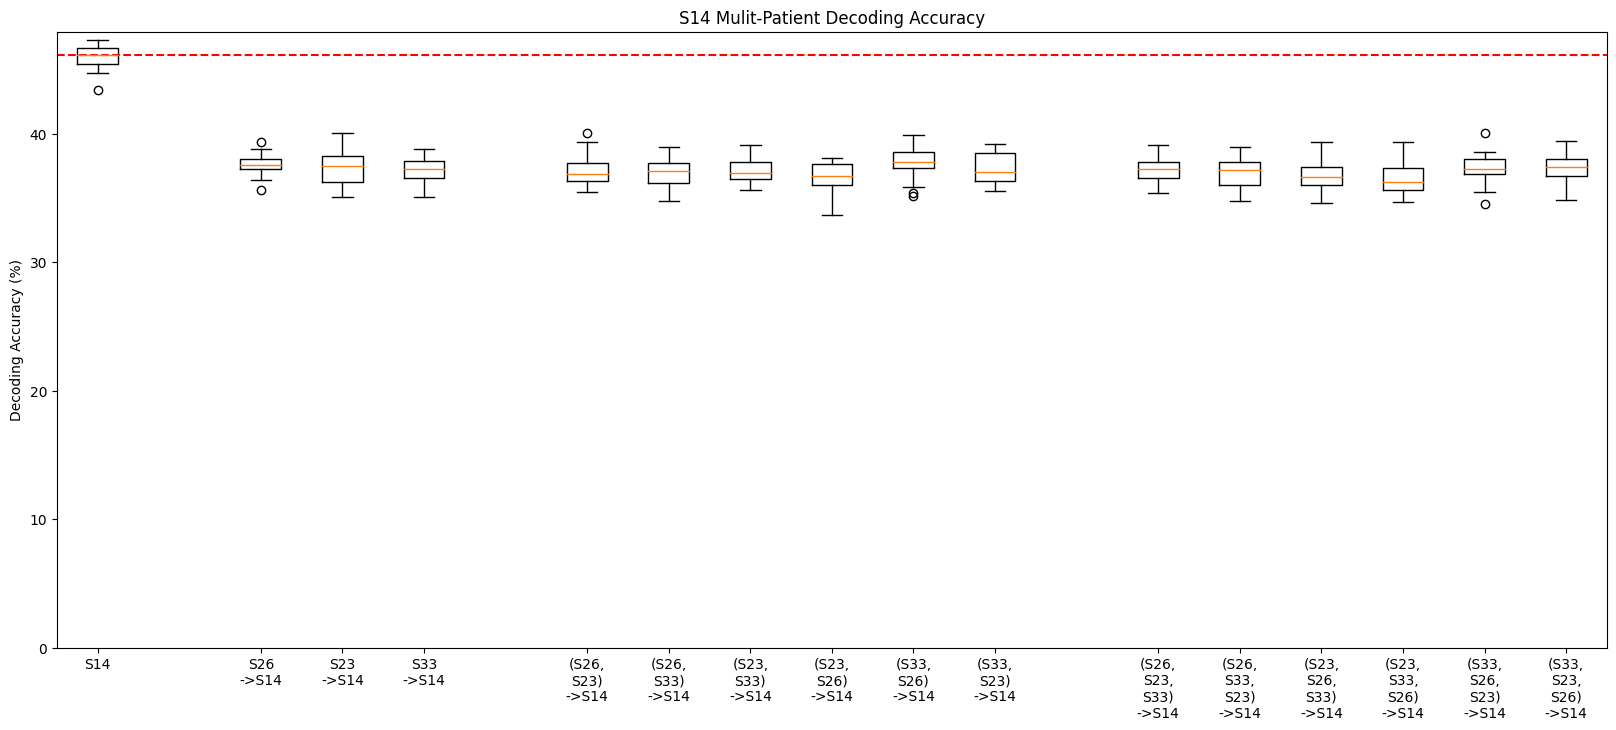 S14 Mulit-Patient Decoding Accuracy
Decoding Accuracy (%)
40
30
20
10
0
S14
S26
->S14
S23
->S14
S33
->S14
(S26,
S23)
->S14
(S26,
S33)
->S14
(S23,
S33)
->S14
(S23,
S26)
->S14
(S33,
S26)
->S14
(S33,
S23)
->S14
(S26,
S23,
S33)
->S14
(S26,
S33,
S23)
->S14
(S23,
S26,
S33)
->S14
(S23,
S33,
S26)
->S14
(S33,
S26,
S23)
->S14
(S33,
S23,
S26)
->S14